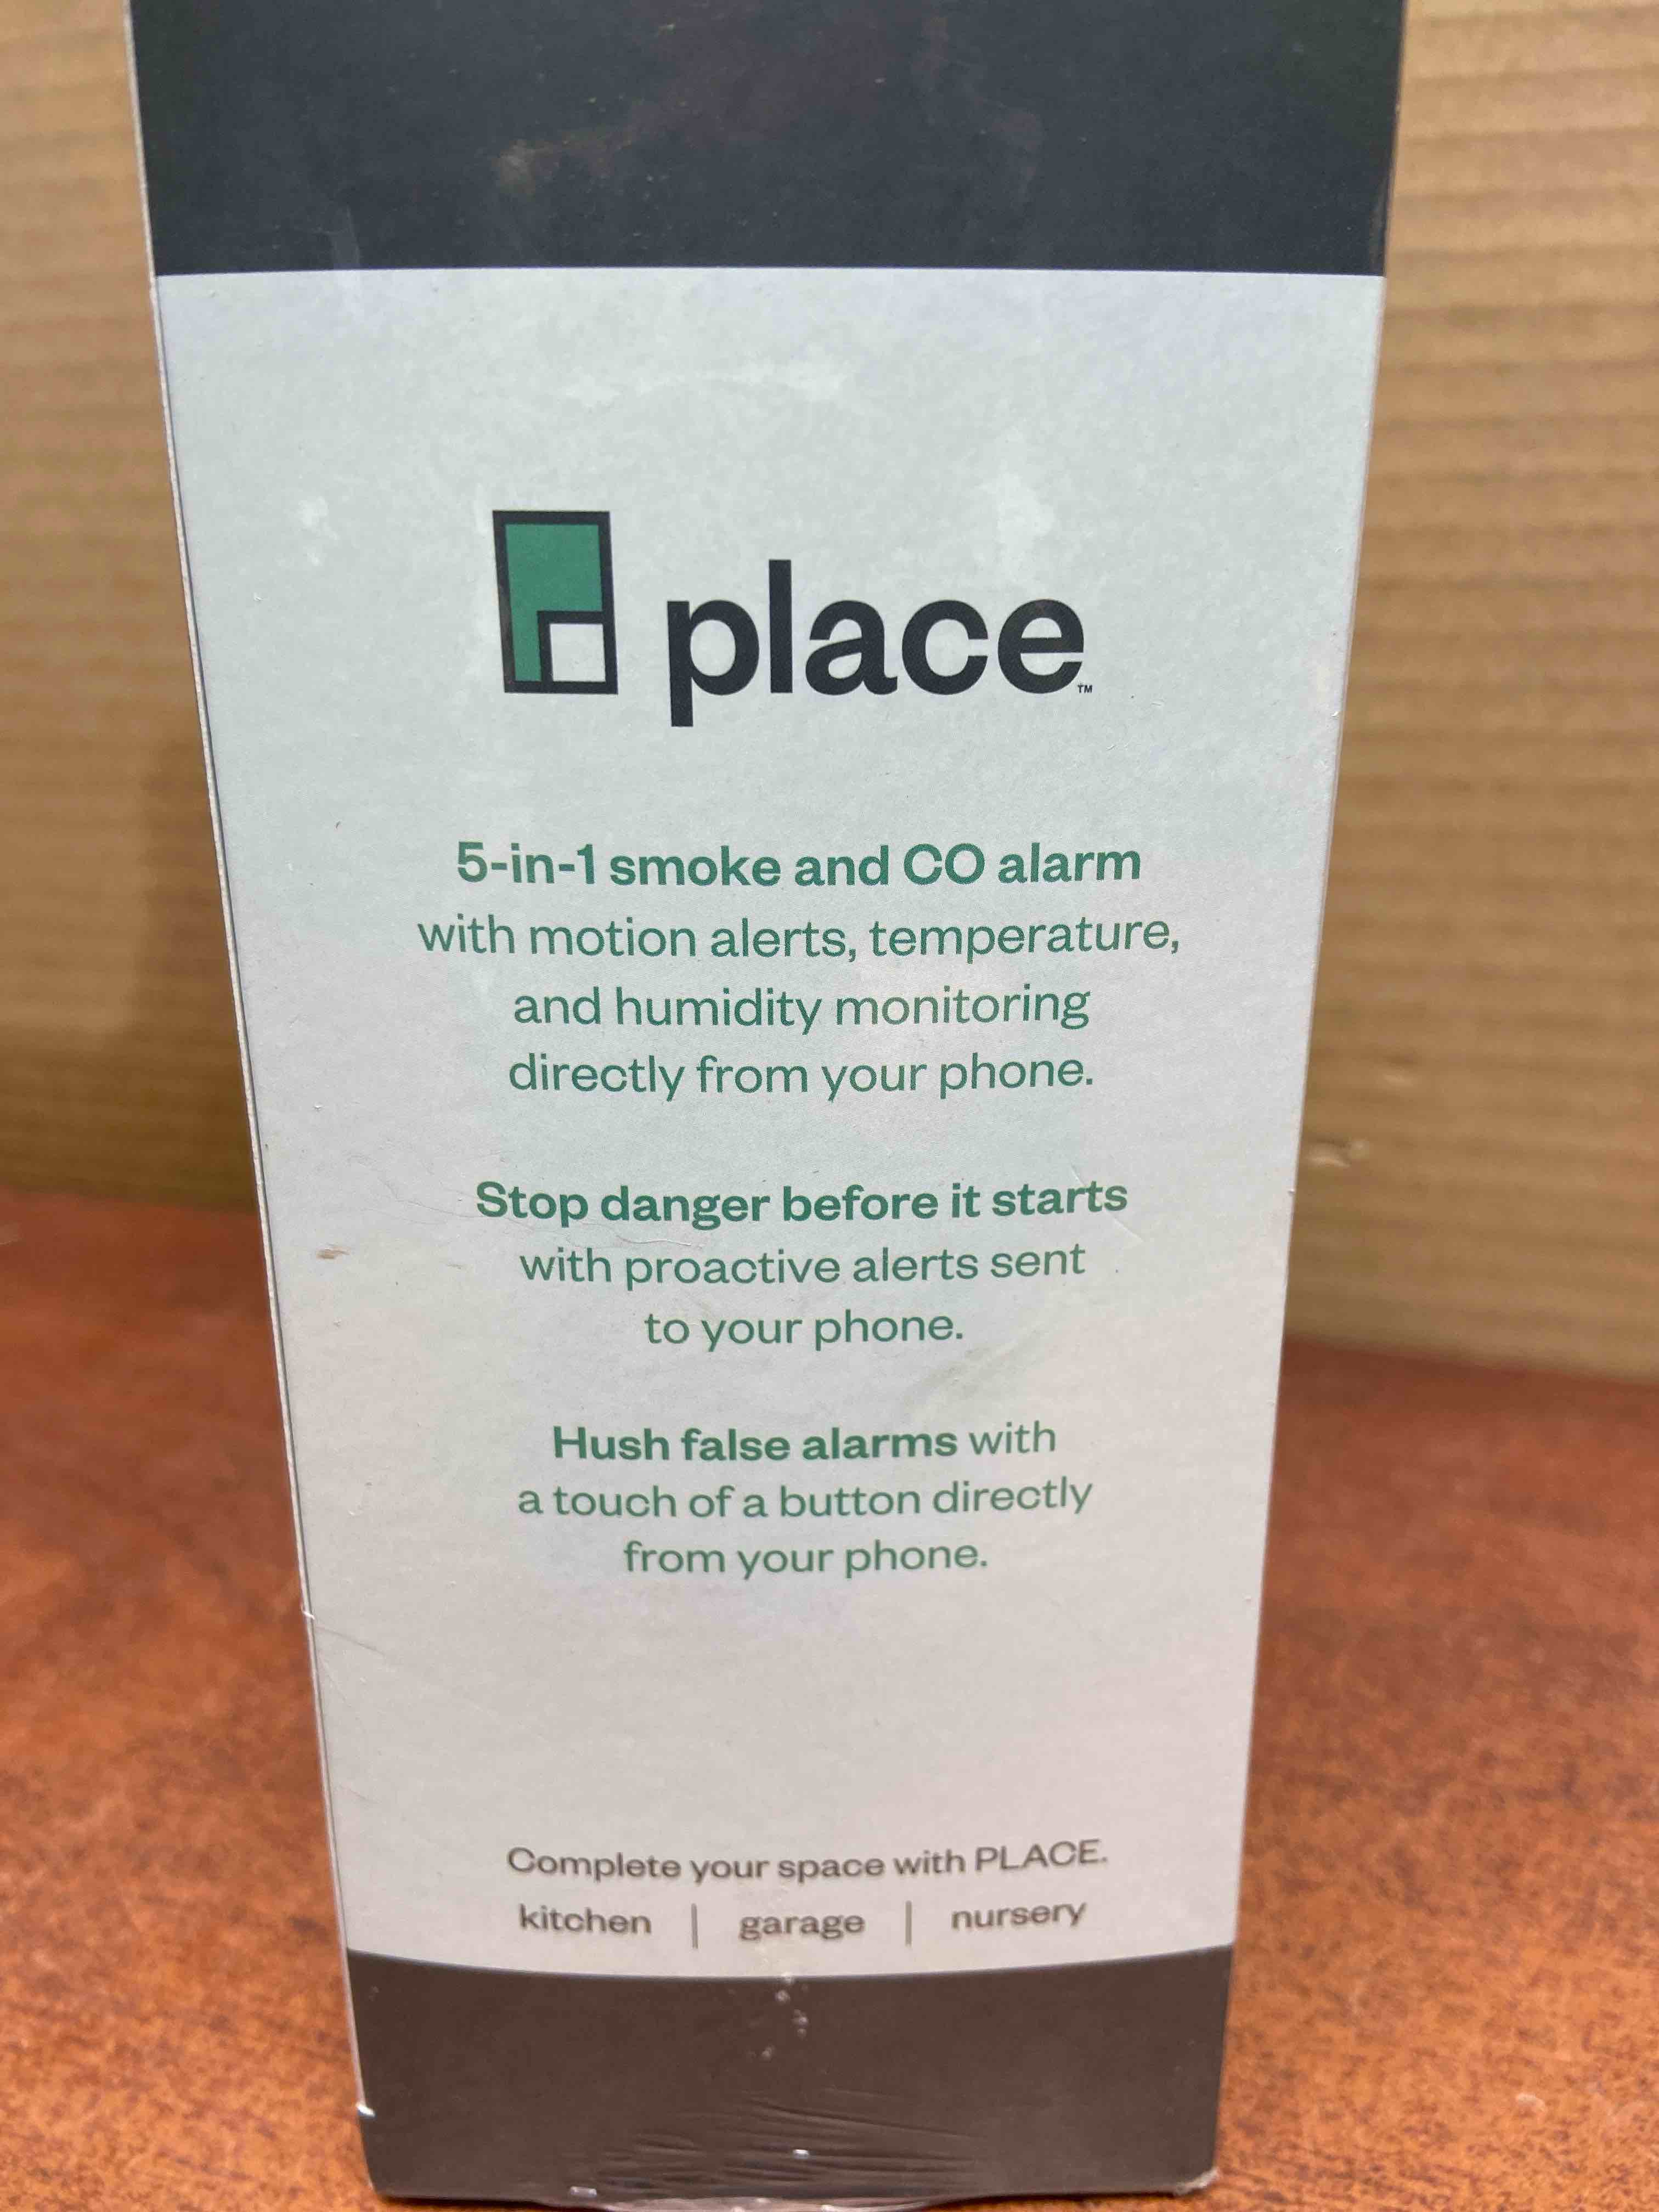 place™
5-in-1 smoke and CO alarm
with motion alerts, temperature,
and humidity monitoring
directly from your phone.
Stop danger before it starts
with proactive alerts sent
to your phone.
Hush false alarms with
a touch of a button directly
from your phone.
Complete your space with PLACE.
kitchen | garage | nursery